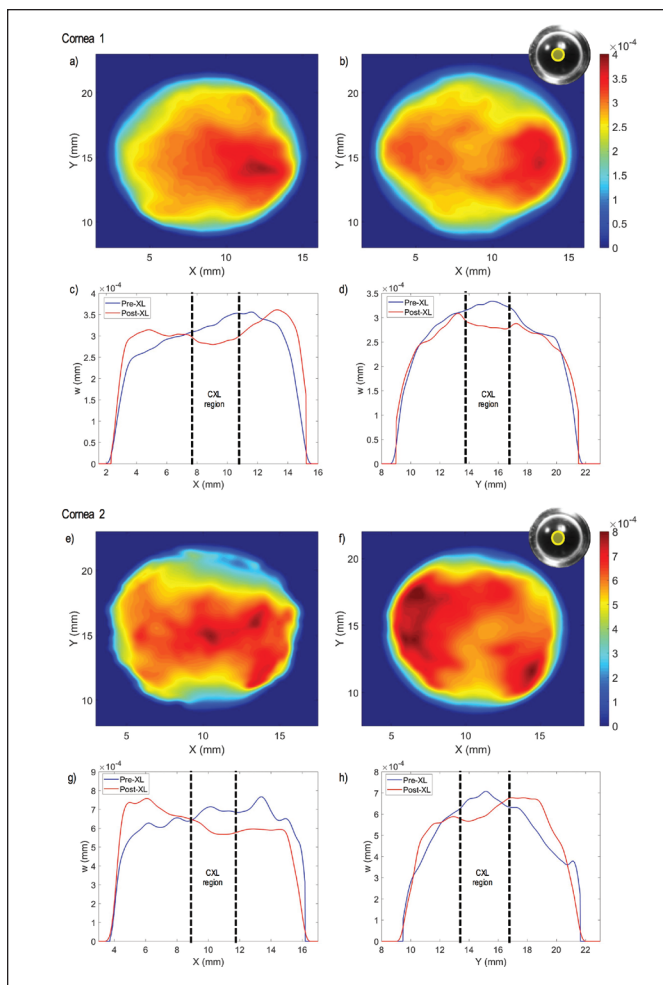 Cornea 1
a)
b)
×10⁻⁴
4
3.5
3
2.5
2
1.5
1
0.5
0
Y (mm)
20
15
10
5 10 15
X (mm)
Y (mm)
20
15
10
5 10 15
X (mm)
c)
×10⁻⁴
Pre-XL
Post-XL
w (mm)
4
3.5
3
2.5
2
1.5
1
0.5
0
CXL
region
2 4 6 8 10 12 14 16
X (mm)
d)
×10⁻⁴
Pre-XL
Post-XL
w (mm)
3.5
3
2.5
2
1.5
1
0.5
0
CXL
region
8 10 12 14 16 18 20 22
Y (mm)
Cornea 2
e)
f)
×10⁻⁴
8
7
6
5
4
3
2
1
0
Y (mm)
20
15
10
5 10 15
X (mm)
Y (mm)
20
15
10
5 10 15
X (mm)
g)
×10⁻⁴
Pre-XL
Post-XL
w (mm)
9
8
7
6
5
4
3
2
1
0
CXL
region
4 6 8 10 12 14 16
X (mm)
h)
×10⁻⁴
Pre-XL
Post-XL
w (mm)
8
7
6
5
4
3
2
1
0
CXL
region
8 10 12 14 16 18 20 22
Y (mm)